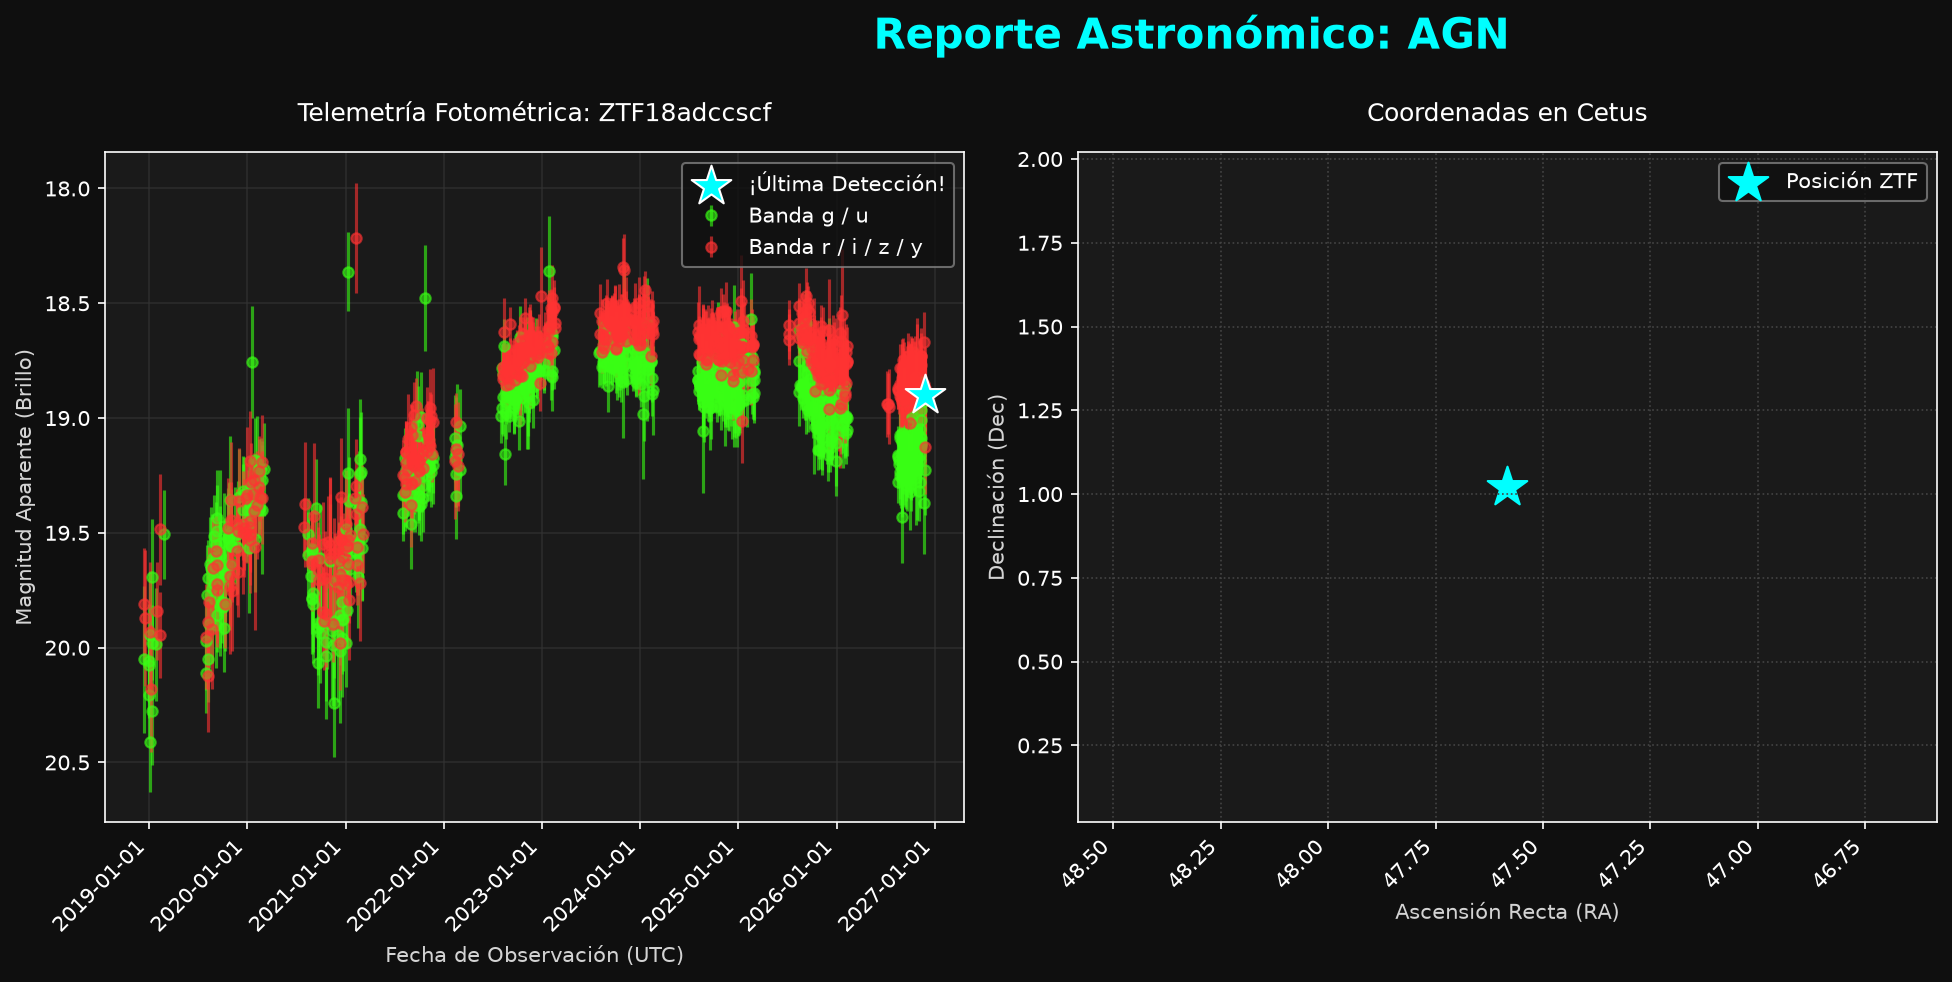 Reporte Astronómico: AGN
Telemetría Fotométrica: ZTF18adccscf
¡Última Detección!
Banda g / u
Banda r / i / z / y
Magnitud Aparente (Brillo)
18.0
18.5
19.0
19.5
20.0
20.5
2019-01-01
2020-01-01
2021-01-01
2022-01-01
2023-01-01
2024-01-01
2025-01-01
2026-01-01
2027-01-01
Fecha de Observación (UTC)
Coordenadas en Cetus
Posición ZTF
Declinación (Dec)
2.00
1.75
1.50
1.25
1.00
0.75
0.50
0.25
48.50
48.25
48.00
47.75
47.50
47.25
47.00
46.75
Ascensión Recta (RA)